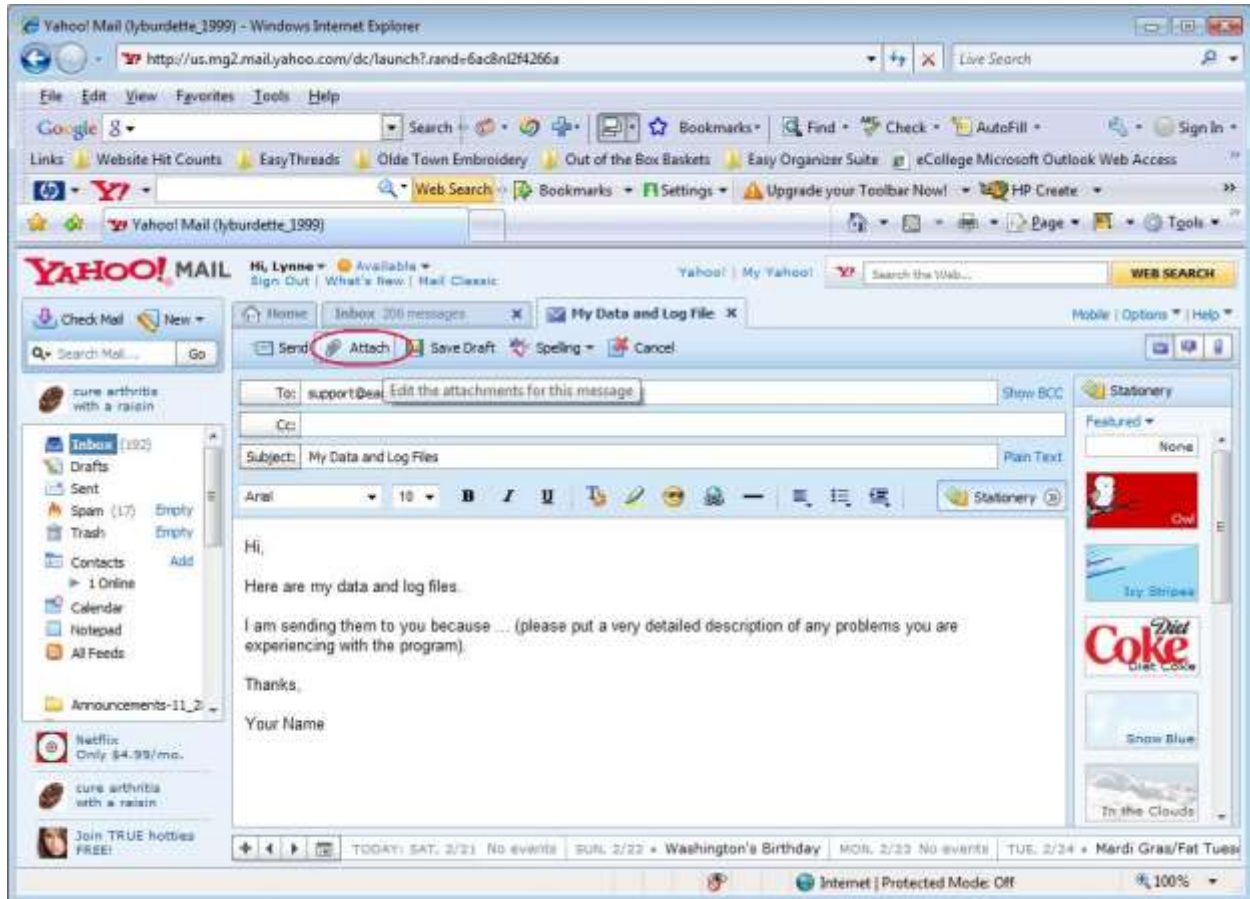 Yahoo! Mail (lyburdette_1999) - Windows Internet Explorer
http://us.mg2.mail.yahoo.com/dc/launch?.rand=6ac8nl2f4266a
Live Search
File Edit View Favorites Tools Help
Google Search Bookmarks Find Check AutoFill Sign In
Links Website Hit Counts EasyThreads Olde Town Embroidery Out of the Box Baskets Easy Organizer Suite eCollege Microsoft Outlook Web Access
hp Y! Web Search Bookmarks Settings Upgrade your Toolbar Now! HP Create
Yahoo! Mail (lyburdette_1999) Page Tools
YAHOO! MAIL Hi, Lynne Available Yahoo! | My Yahoo! Search the Web... WEB SEARCH
Sign Out | What's New | Mail Classic
Check Mail New Home Inbox 206 messages My Data and Log File Mobile | Options | Help
Search Mail... Go Send Attach Save Draft Spelling Cancel
cure arthritis
with a raisin
To: support@ea Edit the attachments for this message Show BCC Stationery
Cc: Featured
Inbox (192) None
Drafts Subject: My Data and Log Files Plain Text
Sent Arial 10 B I U Stationery
Spam (17) Empty Owl
Trash Empty
Hi,
Contacts Add
1 Online Here are my data and log files.
Calendar Icy Stripes
Notepad I am sending them to you because .... (please put a very detailed description of any problems you are
All Feeds experiencing with the program).
Diet Coke
Diet Coke
Thanks,
Announcements-11_2
Your Name
Netflix
Only $4.99/mo. Snow Blue
cure arthritis
with a raisin
In the Clouds
Join TRUE hotties
FREE!
TODAY: SAT, 2/21 No events SUN, 2/22 • Washington's Birthday MON, 2/23 No events TUE, 2/24 • Mardi Gras/Fat Tues
Internet | Protected Mode: Off 100%